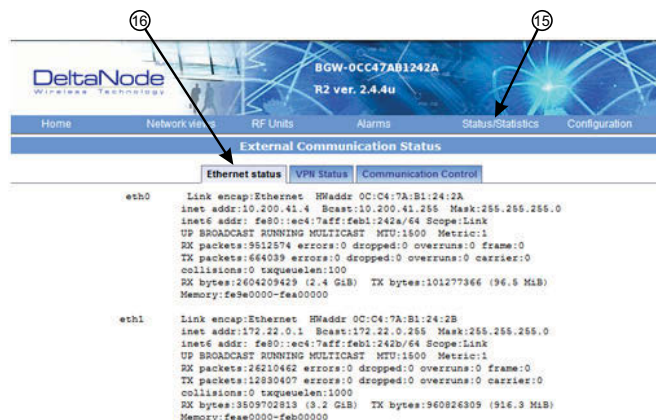 16
15
DeltaNode
Wireless Technology
BGW-0CC47AB1242A
R2 ver. 2.4.4u
Home Network views RF Units Alarms Status/Statistics Configuration
External Communication Status
Ethernet status VPN Status Communication Control
eth0 Link encap:Ethernet HWaddr 0C:C4:7A:B1:24:2A
inet addr:10.200.41.4 Bcast:10.200.41.255 Mask:255.255.255.0
inet6 addr: fe80::ec4:7aff:feb1:242a/64 Scope:Link
UP BROADCAST RUNNING MULTICAST MTU:1500 Metric:1
RX packets:9512574 errors:0 dropped:0 overruns:0 frame:0
TX packets:664039 errors:0 dropped:0 overruns:0 carrier:0
collisions:0 txqueuelen:100
RX bytes:2604209429 (2.4 GiB) TX bytes:101277366 (96.5 MiB)
Memory:fe9e0000-fea00000
eth1 Link encap:Ethernet HWaddr 0C:C4:7A:B1:24:2B
inet addr:172.22.0.1 Bcast:172.22.0.255 Mask:255.255.255.0
inet6 addr: fe80::ec4:7aff:feb1:242b/64 Scope:Link
UP BROADCAST RUNNING MULTICAST MTU:1500 Metric:1
RX packets:26210462 errors:0 dropped:0 overruns:0 frame:0
TX packets:12830407 errors:0 dropped:0 overruns:0 carrier:0
collisions:0 txqueuelen:1000
RX bytes:3509702813 (3.2 GiB) TX bytes:960826309 (916.3 MiB)
Memory:feae0000-feb00000